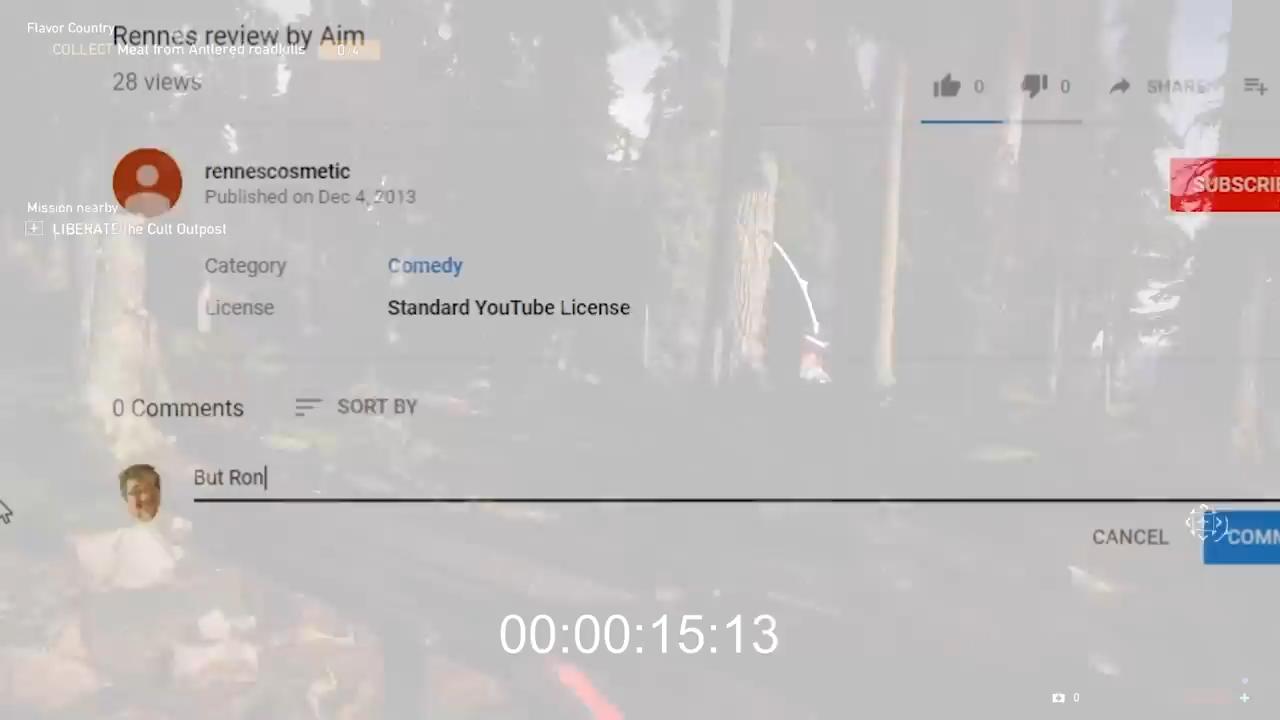 Flavor Country
Rennes review by Aim
COLLECT Meat from Antlered roadkills 0/4
28 views
0 0 SHARE
rennescosmetic
Published on Dec 4, 2013
SUBSCRI
Mission nearby
LIBERATE the Cult Outpost
Category Comedy
License Standard YouTube License
0 Comments SORT BY
But Ron
CANCEL COMM
00:00:15:13
0